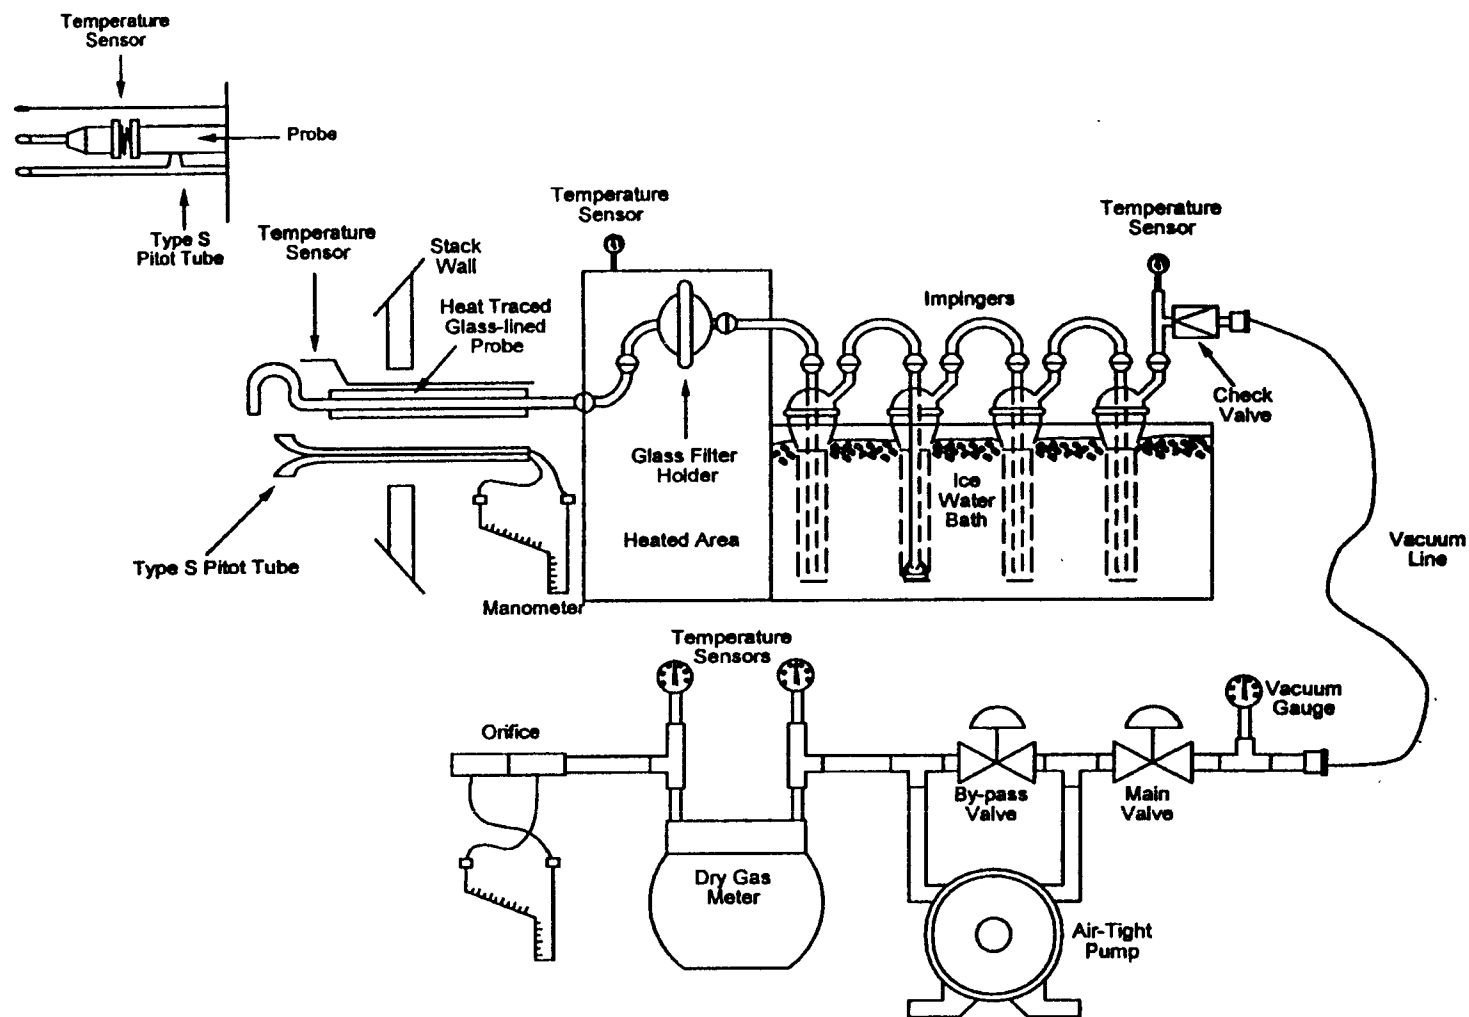 Temperature
Sensor
Probe
Type S
Pitot Tube
Temperature
Sensor
Stack
Wall
Heat Traced
Glass-lined
Probe
Temperature
Sensor
Impingers
Temperature
Sensor
Check
Valve
Glass Filter
Holder
Ice
Water
Bath
Heated Area
Type S Pitot Tube
Manometer
Vacuum
Line
Temperature
Sensors
Vacuum
Gauge
Orifice
By-pass
Valve
Main
Valve
Dry Gas
Meter
Air-Tight
Pump